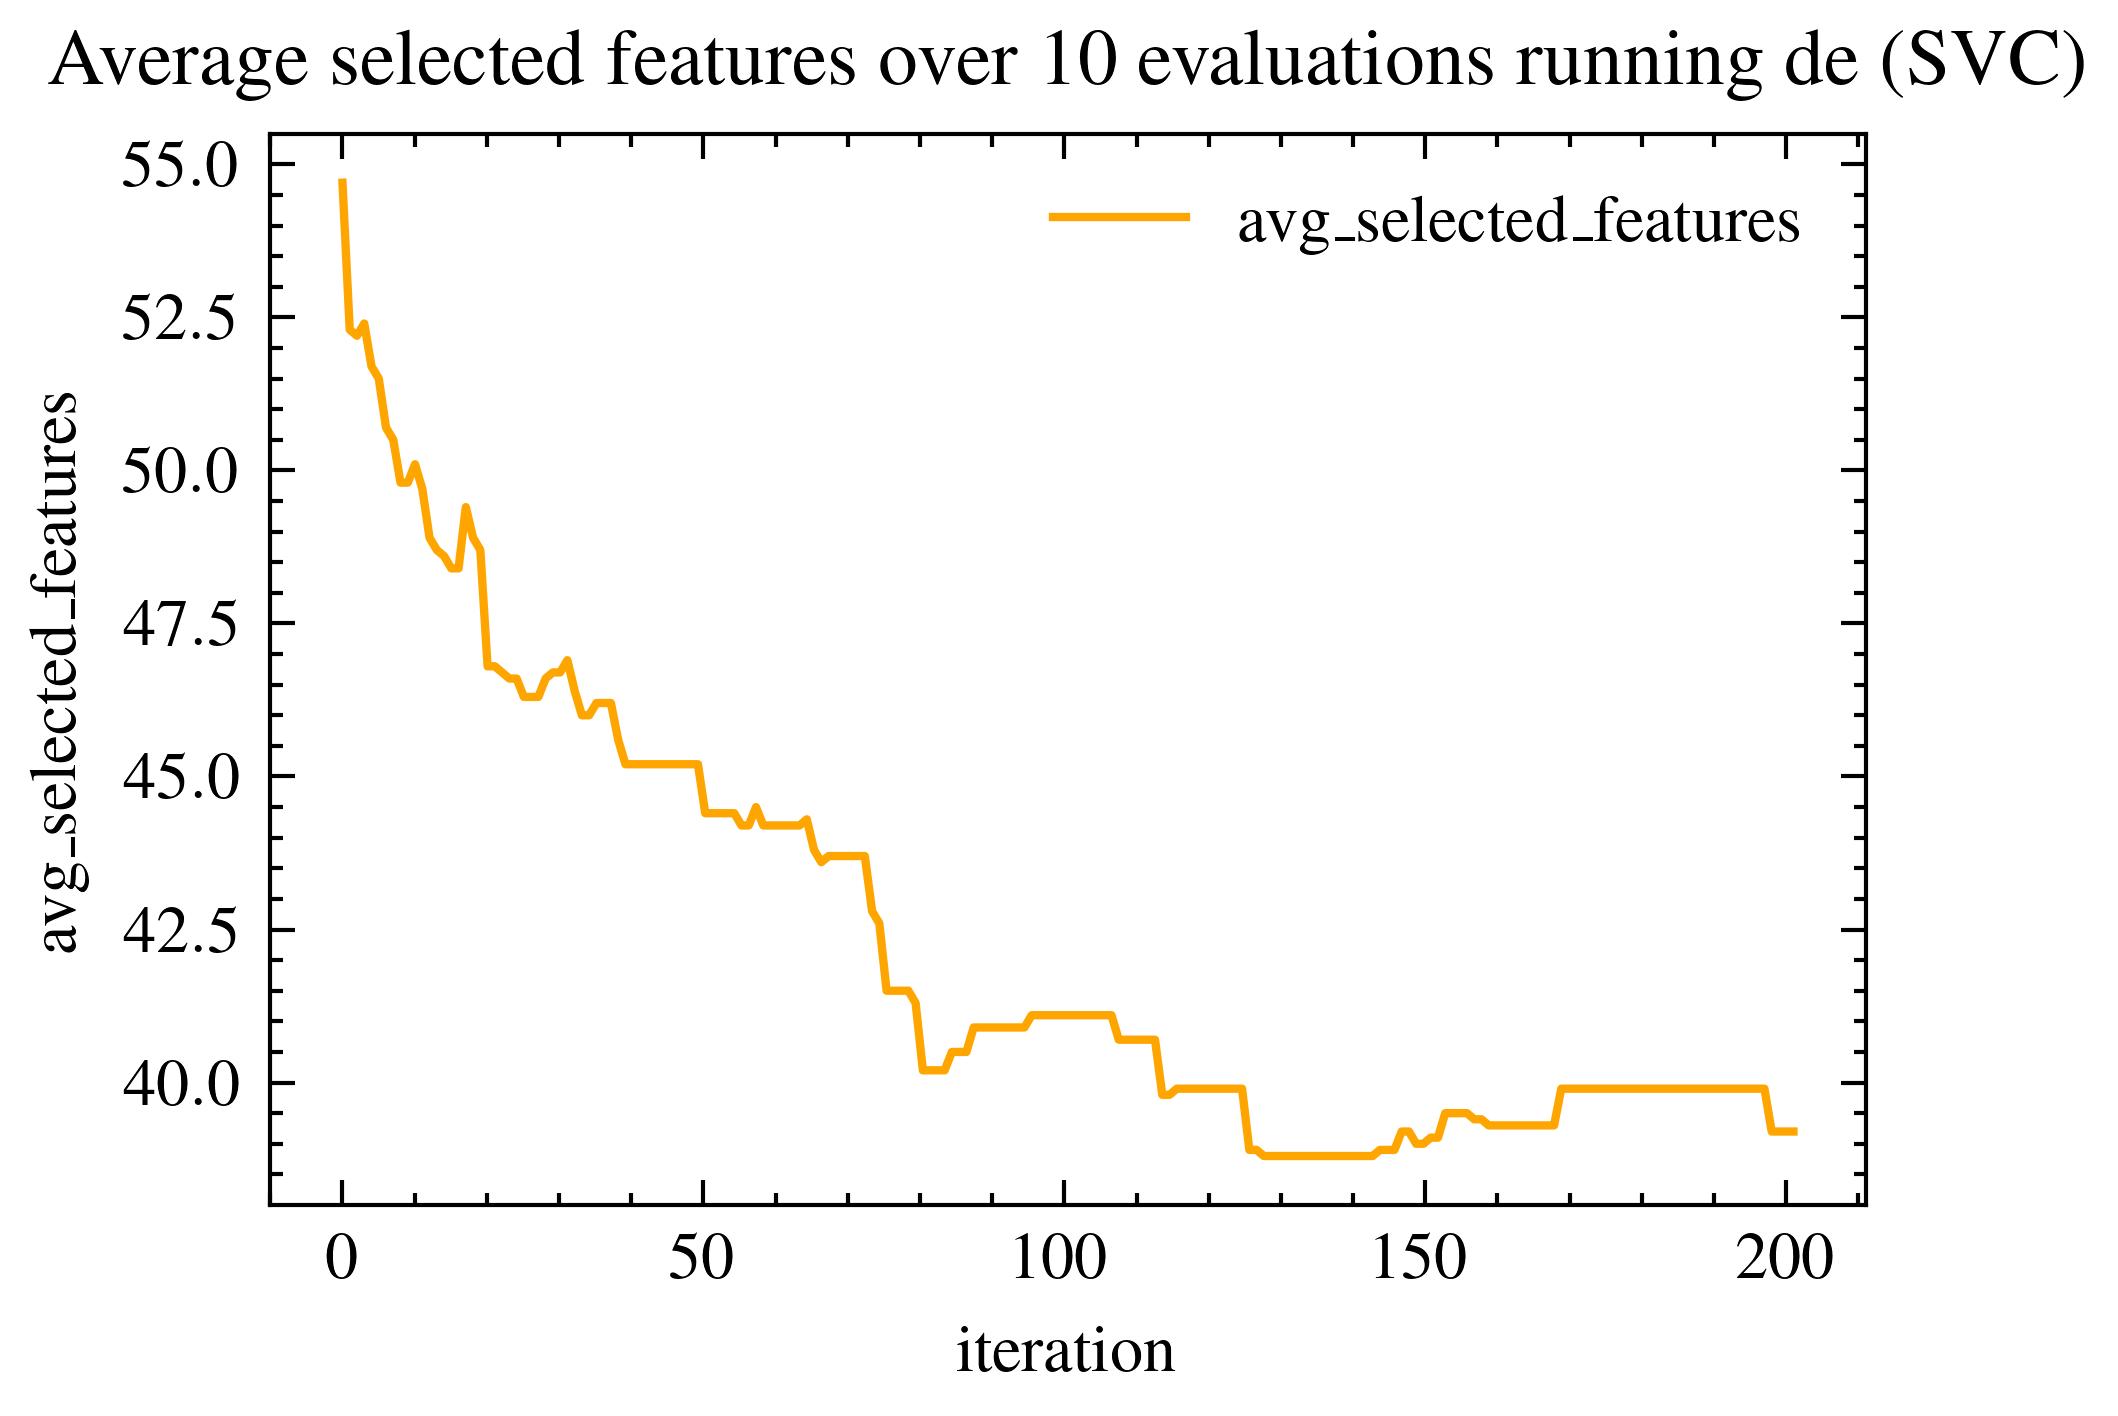 Average selected features over 10 evaluations running de (SVC)
avg_selected_features
55.0
52.5
50.0
47.5
45.0
42.5
40.0
avg_selected_features
0 50 100 150 200
iteration